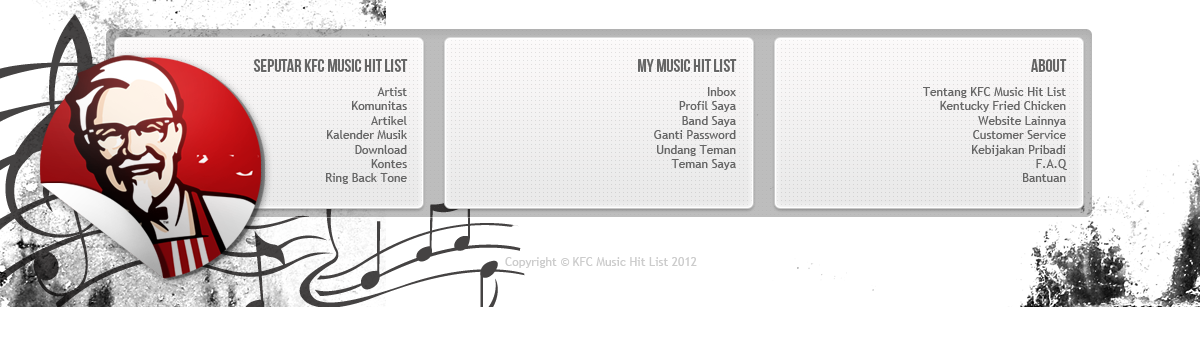 SEPUTAR KFC MUSIC HIT LIST
Artist
Komunitas
Artikel
Kalender Musik
Download
Kontes
Ring Back Tone
MY MUSIC HIT LIST
Inbox
Profil Saya
Band Saya
Ganti Password
Undang Teman
Teman Saya
ABOUT
Tentang KFC Music Hit List
Kentucky Fried Chicken
Website Lainnya
Customer Service
Kebijakan Pribadi
F.A.Q
Bantuan
Copyright © KFC Music Hit List 2012